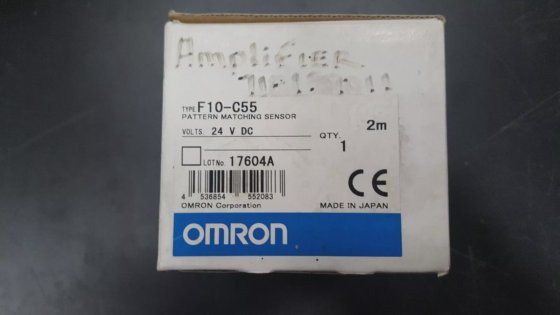 Amplifier
TYPE F10-C55
PATTERN MATCHING SENSOR
VOLTS. 24 V DC
QTY. 1
2m
LOT No. 17604A
4 536854 552083
OMRON Corporation
MADE IN JAPAN
CE
OMRON